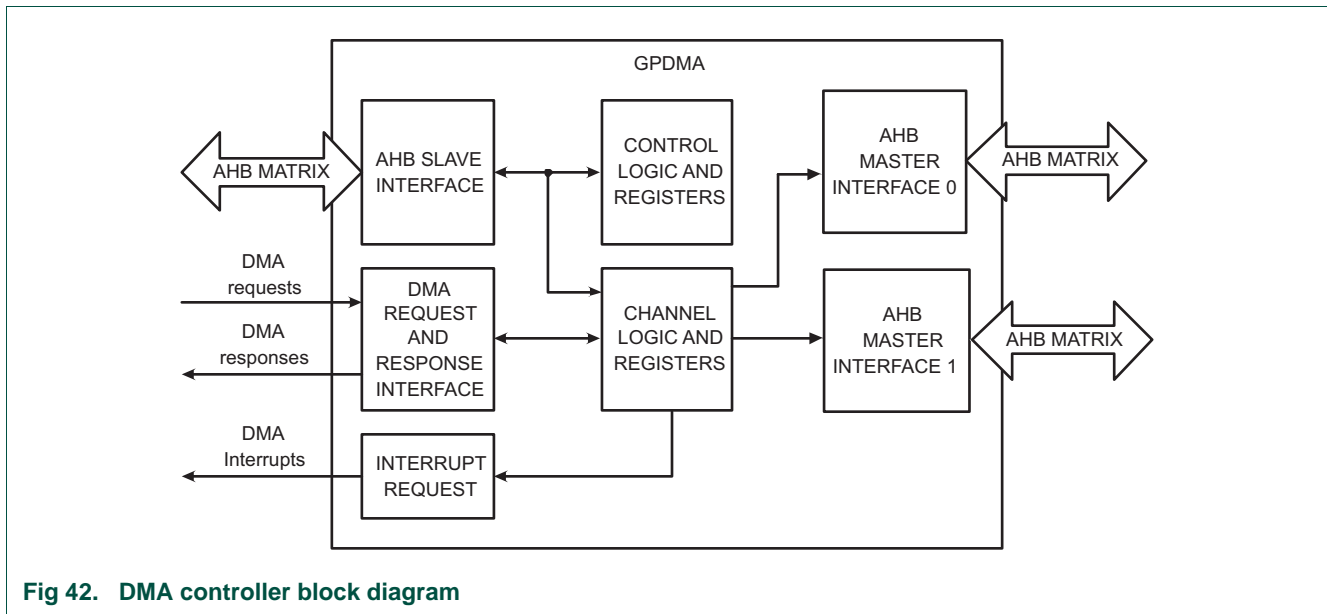 GPDMA
AHB MATRIX
AHB SLAVE
INTERFACE
CONTROL
LOGIC AND
REGISTERS
AHB
MASTER
INTERFACE 0
AHB MATRIX
DMA
requests
DMA
responses
DMA
REQUEST
AND
RESPONSE
INTERFACE
CHANNEL
LOGIC AND
REGISTERS
AHB
MASTER
INTERFACE 1
AHB MATRIX
DMA
Interrupts
INTERRUPT
REQUEST
Fig 42. DMA controller block diagram